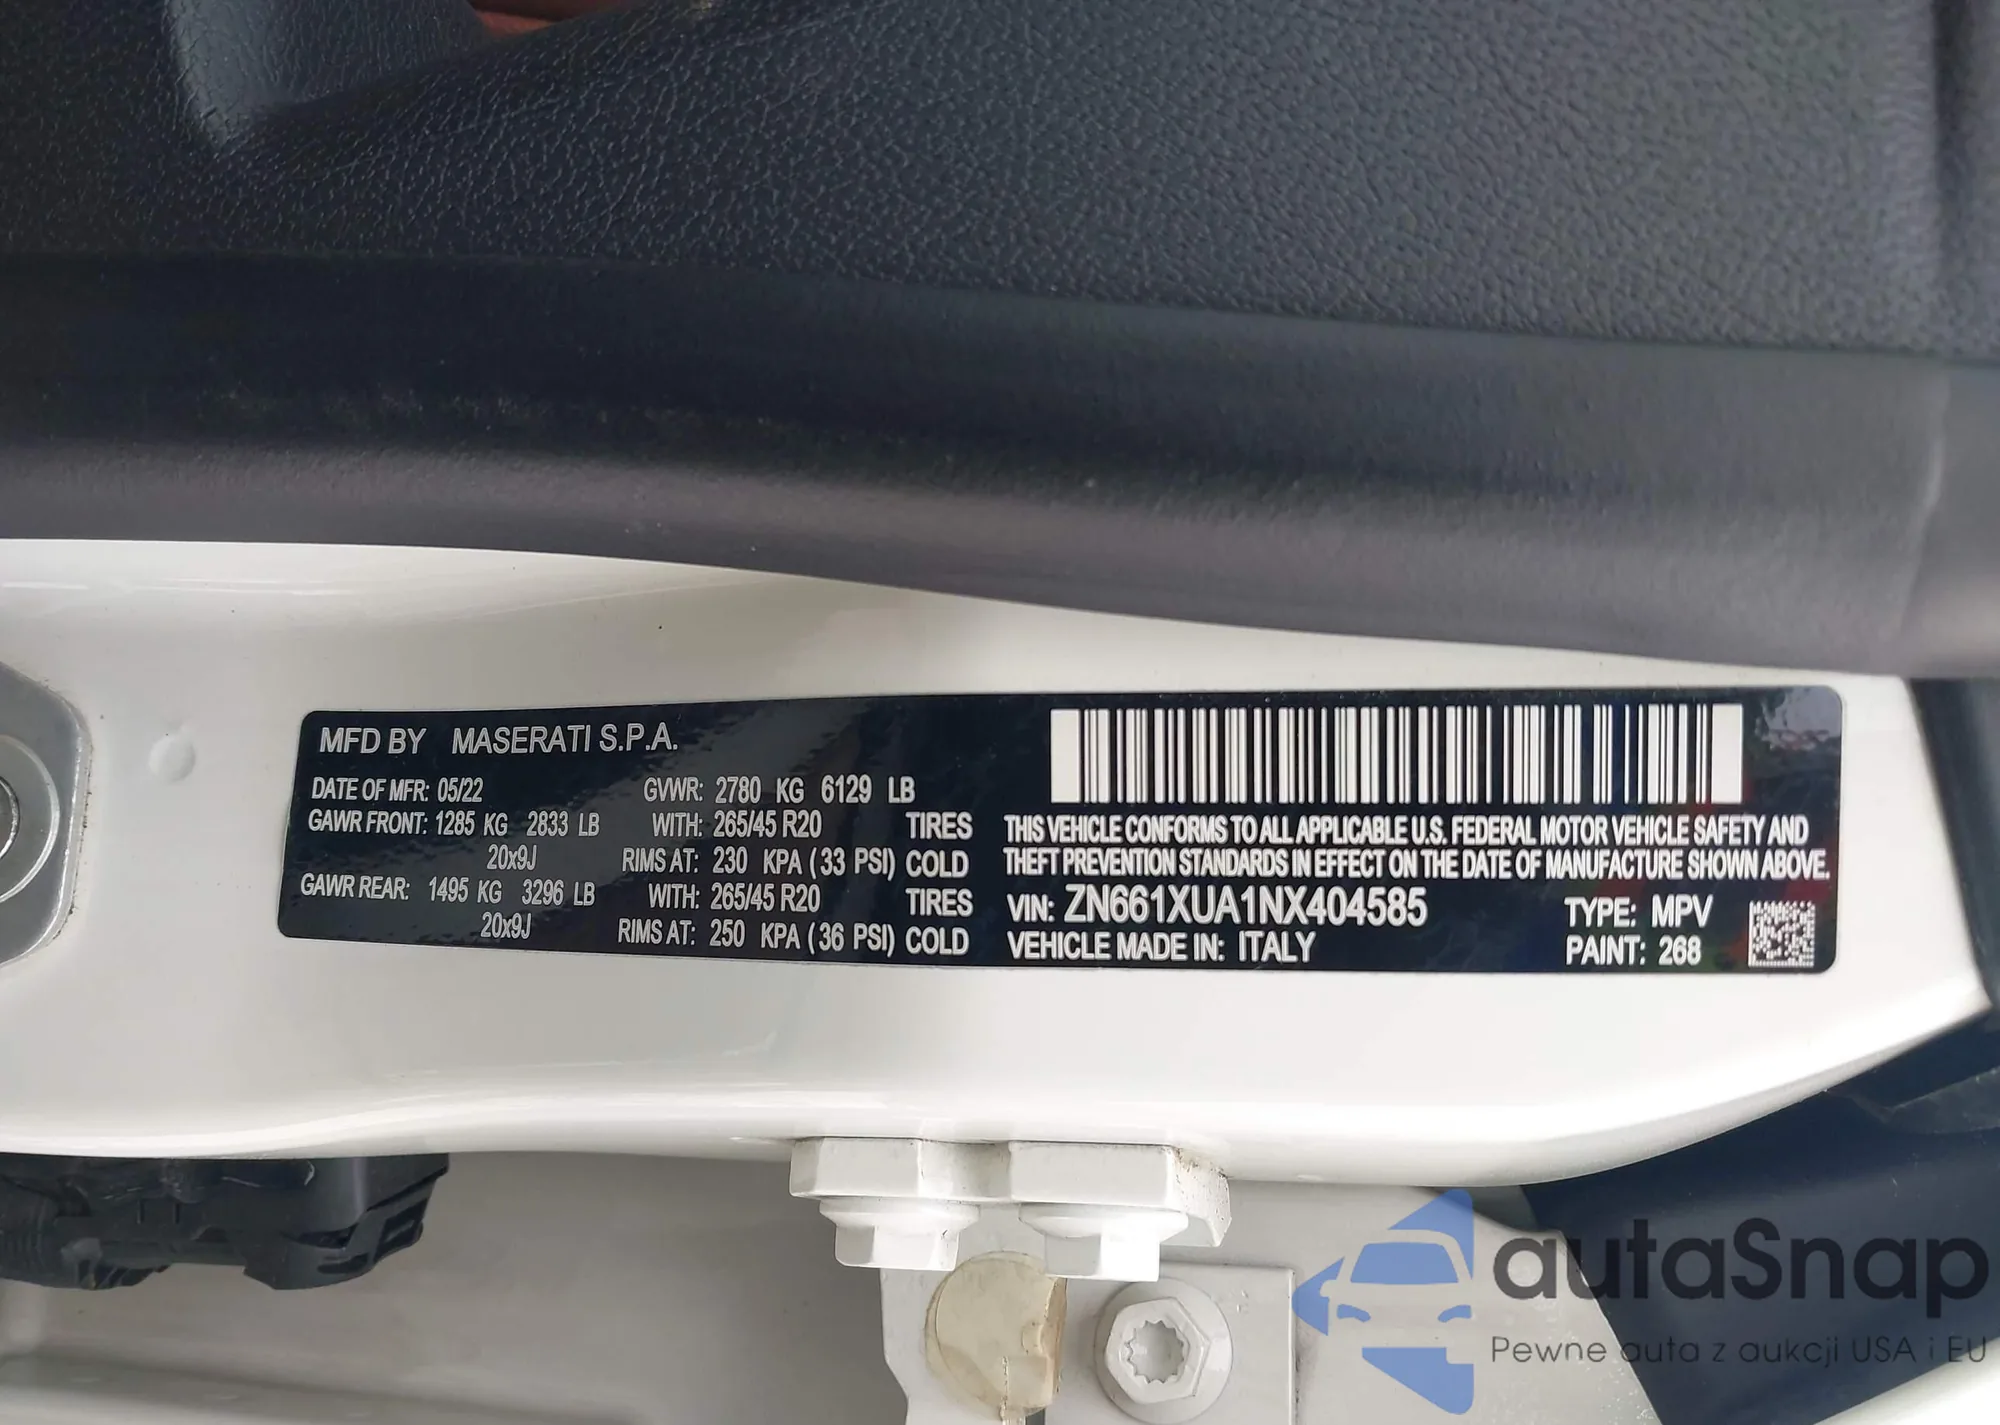 MFD BY MASERATI S.P.A.
DATE OF MFR: 05/22 GVWR: 2780 KG 6129 LB
GAWR FRONT: 1285 KG 2833 LB WITH: 265/45 R20 TIRES
20x9J RIMS AT: 230 KPA (33 PSI) COLD
GAWR REAR: 1495 KG 3296 LB WITH: 265/45 R20 TIRES
20x9J RIMS AT: 250 KPA (36 PSI) COLD
THIS VEHICLE CONFORMS TO ALL APPLICABLE U.S. FEDERAL MOTOR VEHICLE SAFETY AND
THEFT PREVENTION STANDARDS IN EFFECT ON THE DATE OF MANUFACTURE SHOWN ABOVE.
VIN: ZN661XUA1NX404585 TYPE: MPV
VEHICLE MADE IN: ITALY PAINT: 268
autaSnap
Pewne auta z aukcji USA i EU